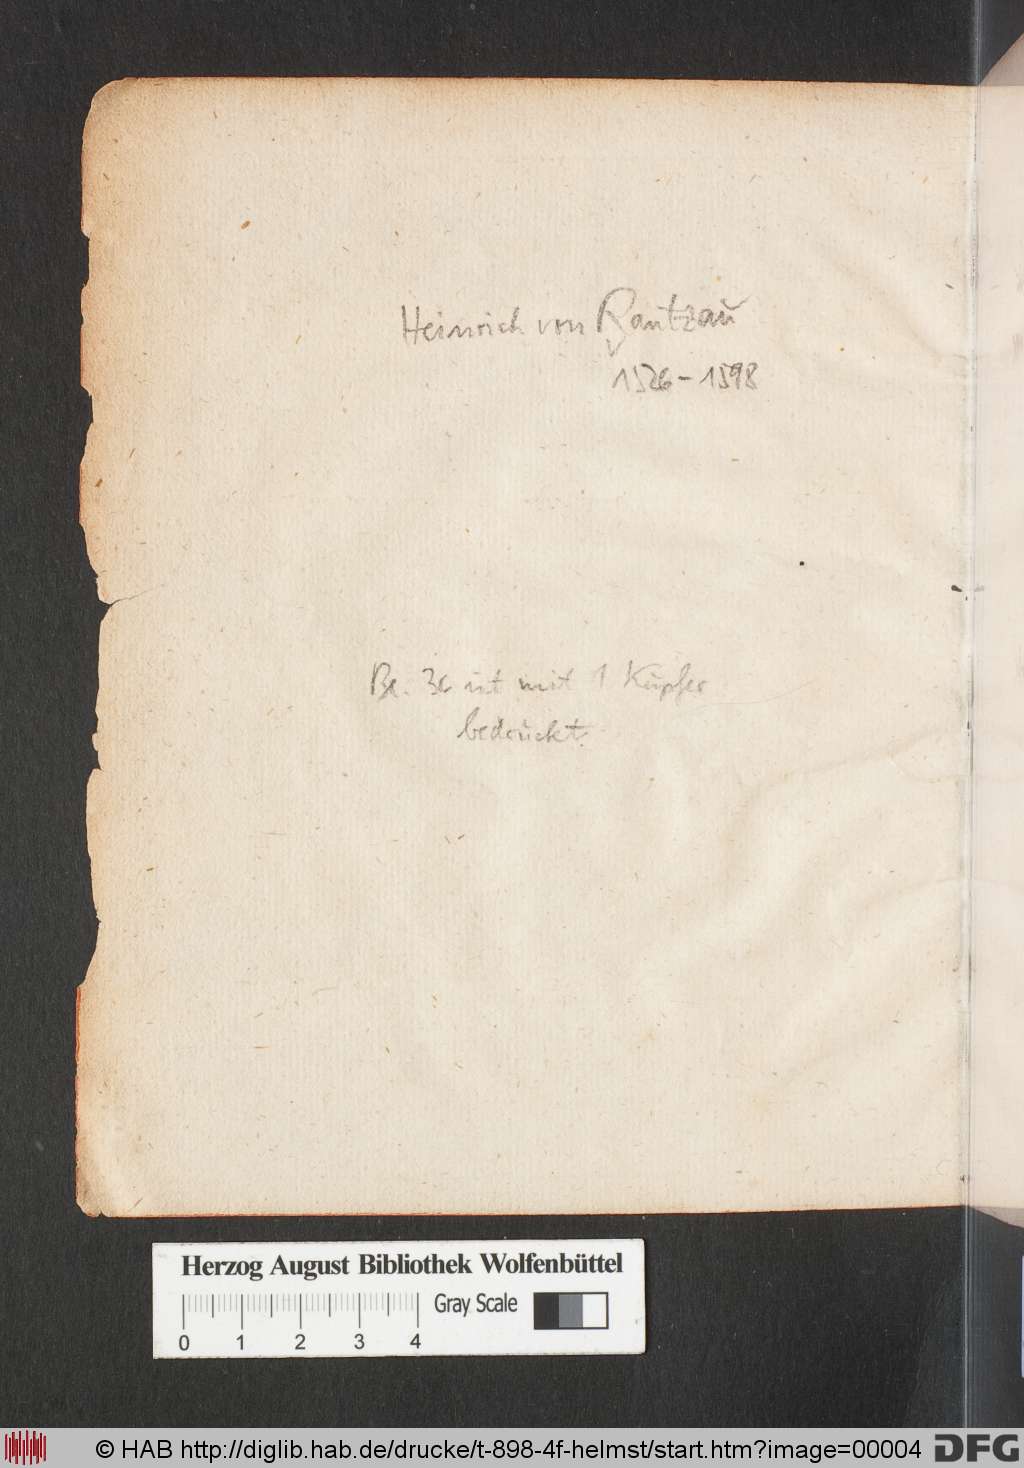 Heinrich von Rantzau
1526-1598
Bl. 36 ist mit 1 Kupfer
bedruckt.
Herzog August Bibliothek Wolfenbüttel
Gray Scale
0 1 2 3 4
© HAB http://diglib.hab.de/drucke/t-898-4f-helmst/start.htm?image=00004
DFG